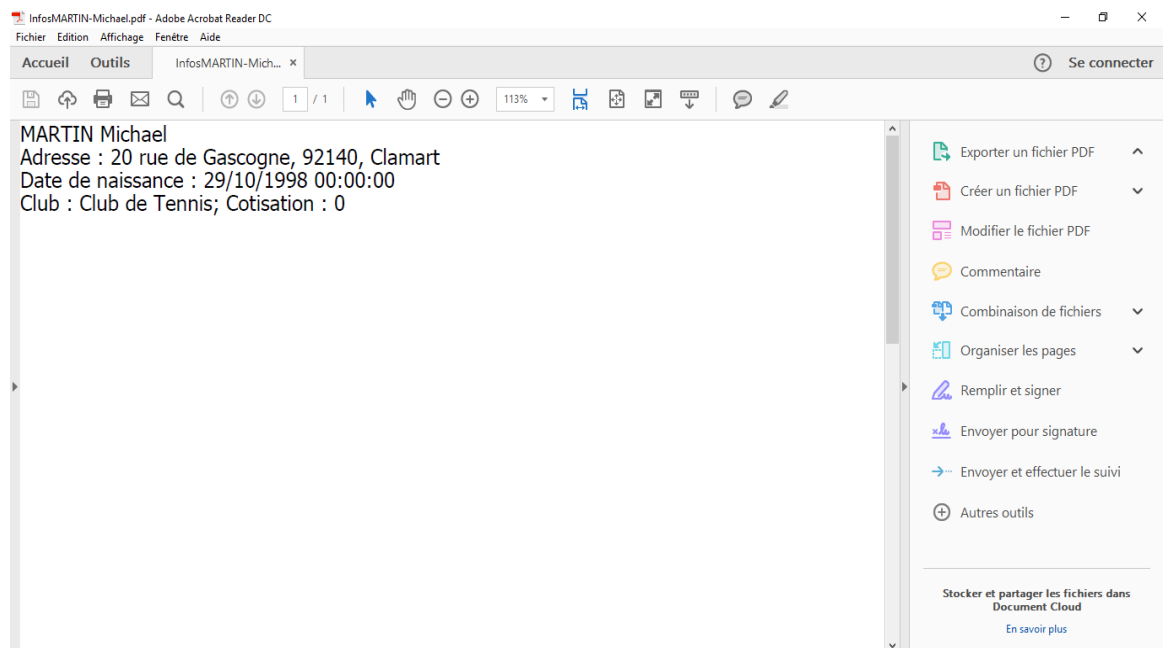 InfosMARTIN-Michael.pdf - Adobe Acrobat Reader DC
Fichier Edition Affichage Fenêtre Aide
Accueil Outils InfosMARTIN-Mich... × ? Se connecter
1 / 1 113%
MARTIN Michael
Adresse : 20 rue de Gascogne, 92140, Clamart
Date de naissance : 29/10/1998 00:00:00
Club : Club de Tennis; Cotisation : 0
Exporter un fichier PDF
Créer un fichier PDF
Modifier le fichier PDF
Commentaire
Combinaison de fichiers
Organiser les pages
Remplir et signer
Envoyer pour signature
Envoyer et effectuer le suivi
Autres outils
Stocker et partager les fichiers dans
Document Cloud
En savoir plus